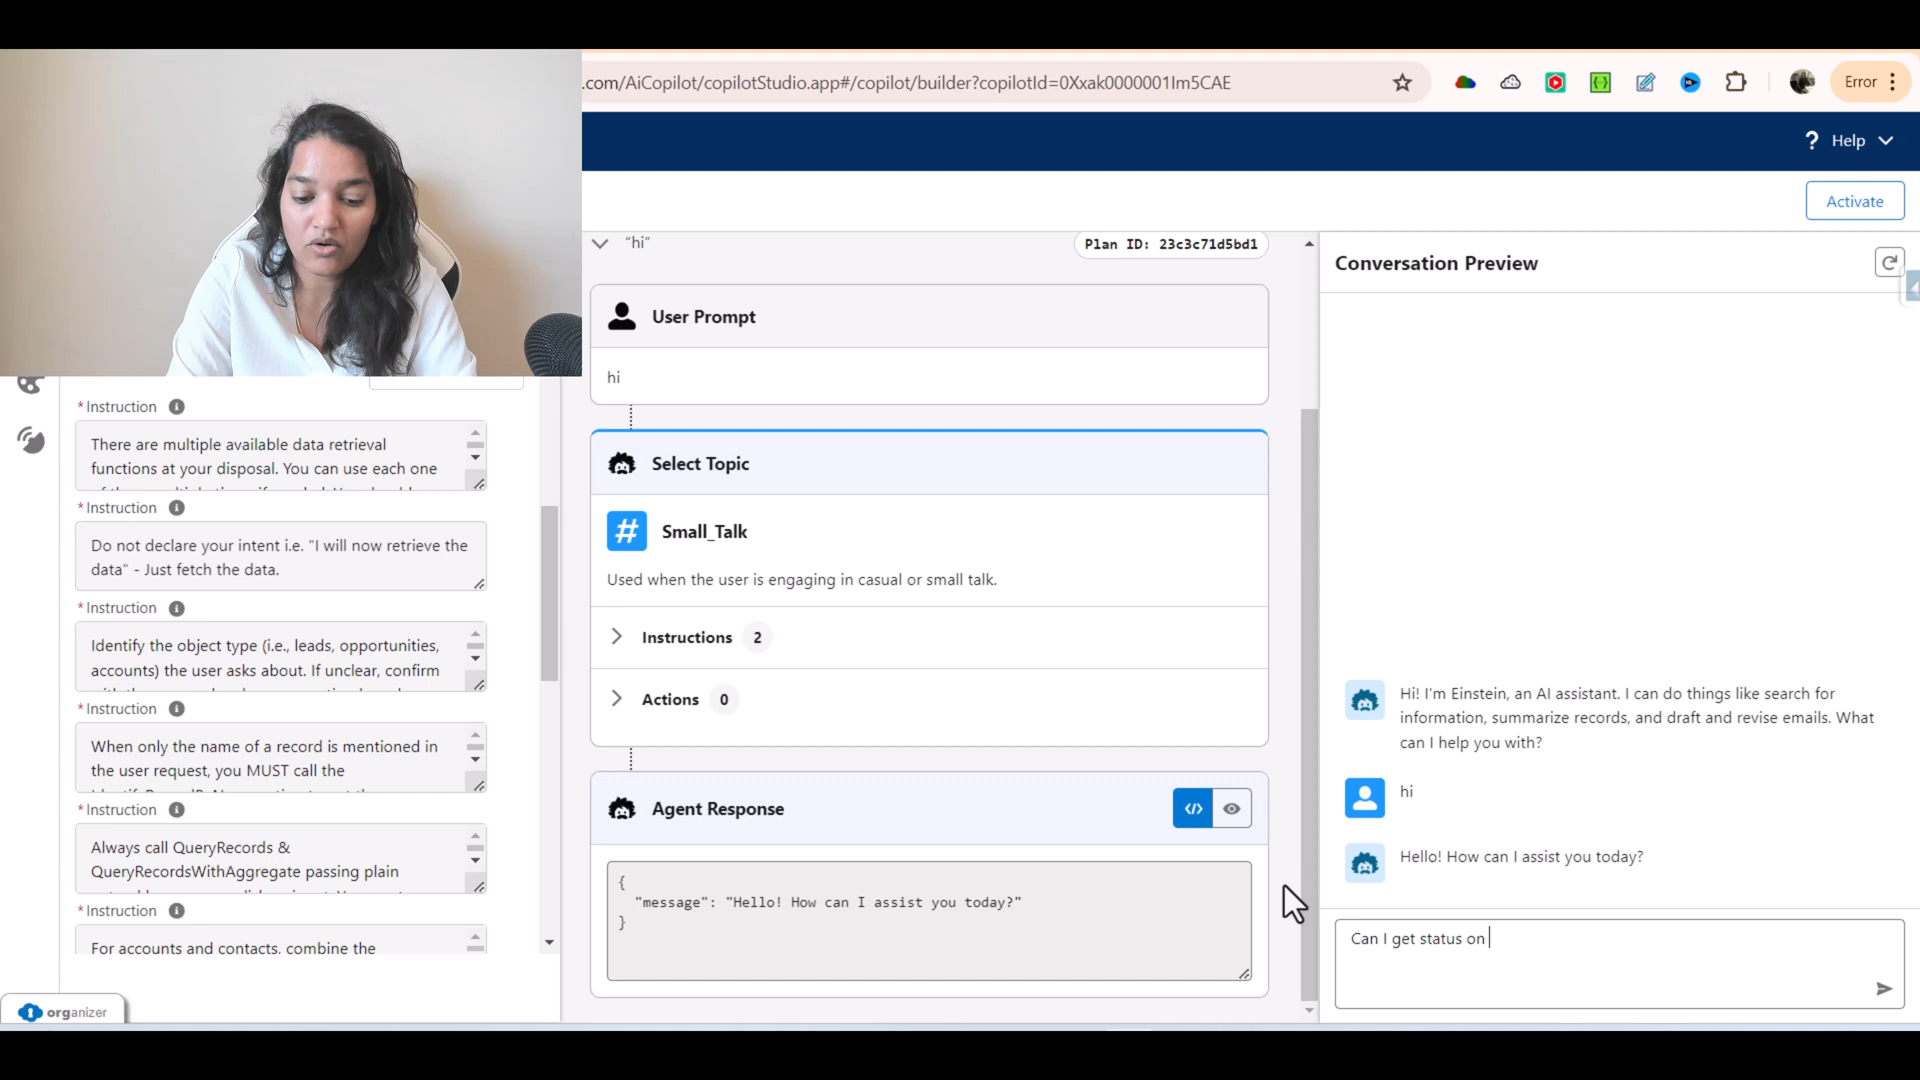 .com/AiCopilot/copilotStudio.app#/copilot/builder?copilotId=0Xxak0000001Im5CAE
Error
? Help
Activate
"hi"
Plan ID: 23c3c71d5bd1
User Prompt
hi
Select Topic
Small_Talk
Used when the user is engaging in casual or small talk.
Instructions 2
Actions 0
Agent Response
</>
{
"message": "Hello! How can I assist you today?"
}
*Instruction
There are multiple available data retrieval
functions at your disposal. You can use each one
*Instruction
Do not declare your intent i.e. "I will now retrieve the
data" - Just fetch the data.
*Instruction
Identify the object type (i.e., leads, opportunities,
accounts) the user asks about. If unclear, confirm
*Instruction
When only the name of a record is mentioned in
the user request, you MUST call the
*Instruction
Always call QueryRecords &
QueryRecordsWithAggregate passing plain
*Instruction
For accounts and contacts, combine the
organizer
Conversation Preview
Hi! I'm Einstein, an AI assistant. I can do things like search for
information, summarize records, and draft and revise emails. What
can I help you with?
hi
Hello! How can I assist you today?
Can I get status on